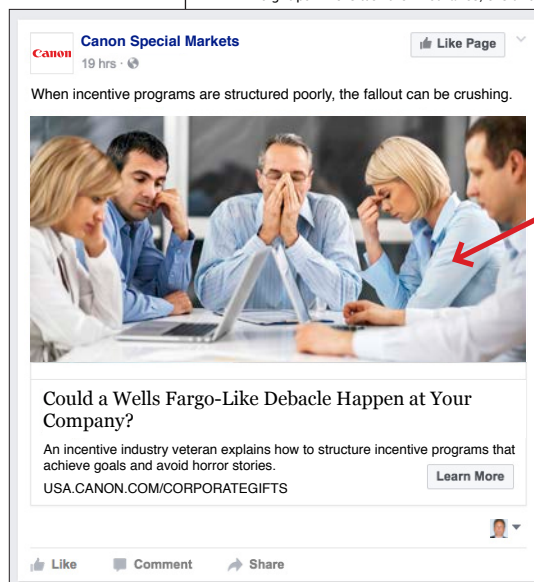 Canon
Canon Special Markets
19 hrs ·
Like Page
When incentive programs are structured poorly, the fallout can be crushing.
Could a Wells Fargo-Like Debacle Happen at Your
Company?
An incentive industry veteran explains how to structure incentive programs that
achieve goals and avoid horror stories.
Learn More
USA.CANON.COM/CORPORATEGIFTS
Like
Comment
Share